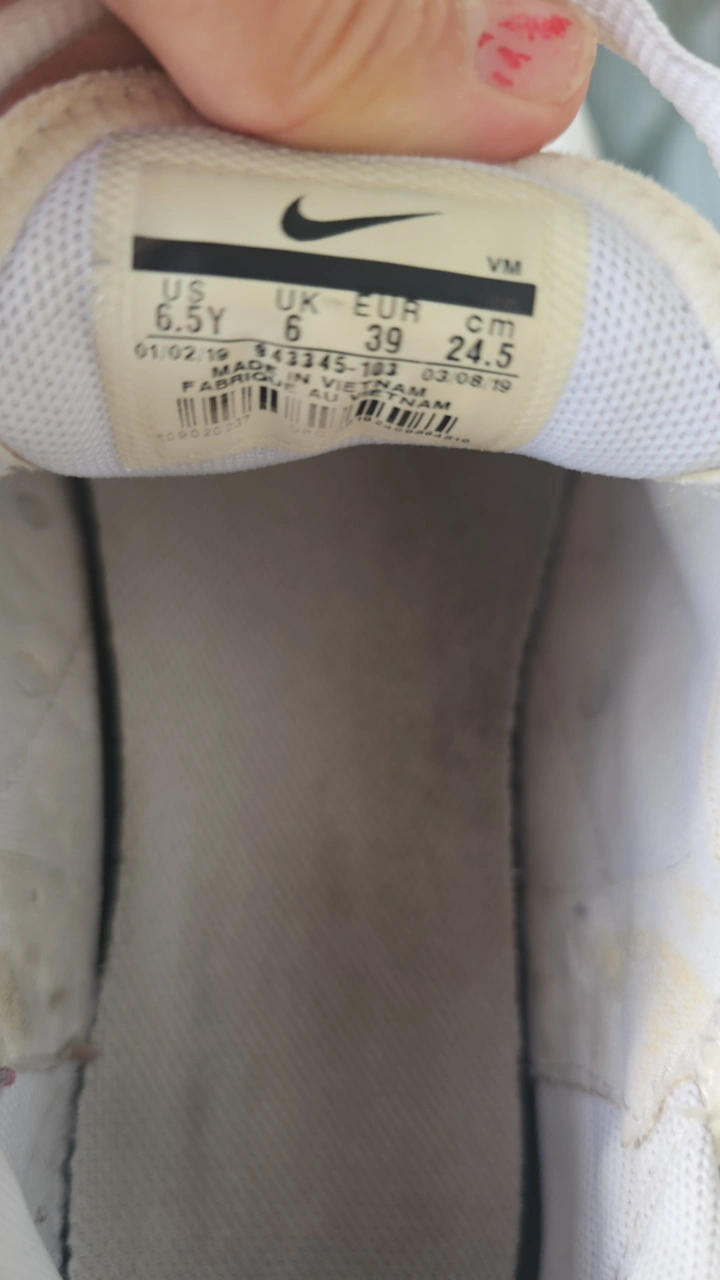 VM
US UK EUR cm
6.5Y 6 39 24.5
01/02/19 943345-103 03/08/19
MADE IN VIETNAM
FABRIQUE AU VIETNAM